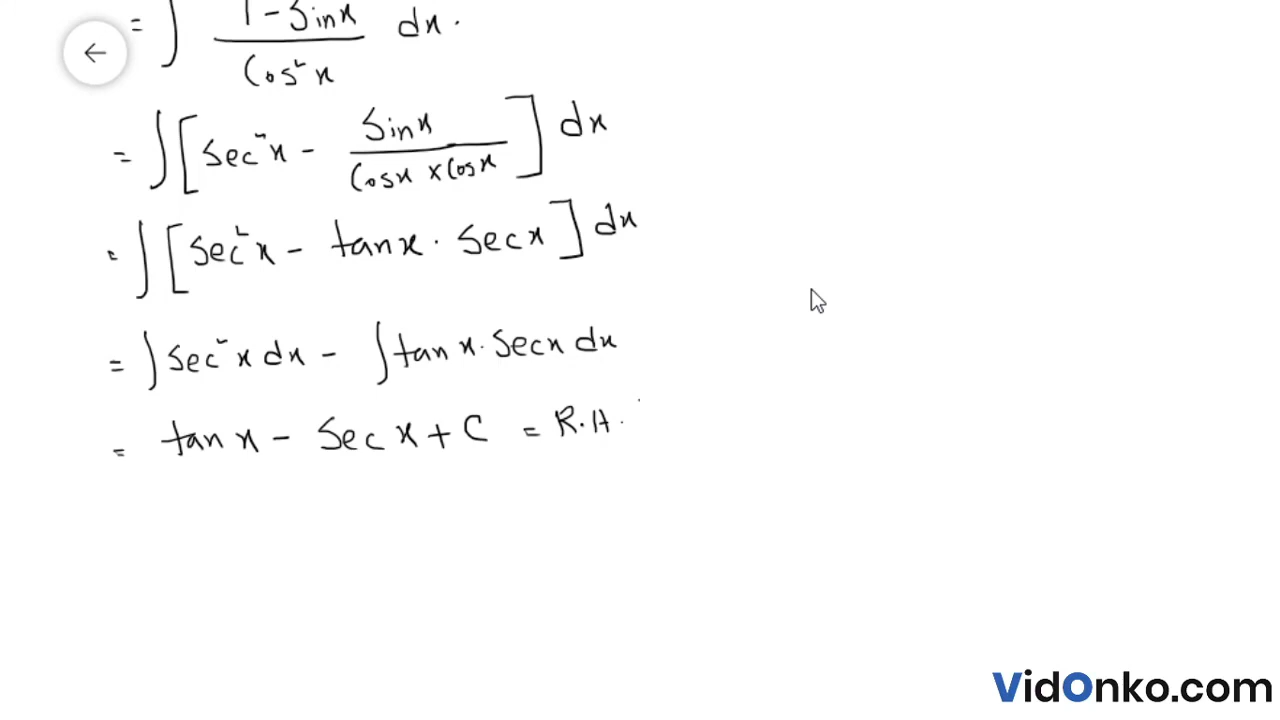 = ∫ (1 - Sinx)/(Cos²x) dx.
= ∫ [Sec²x - Sinx/(Cosx × Cosx)] dx
= ∫ [Sec²x - tanx · Secx] dx
= ∫ Sec²x dx - ∫ tanx · Secx dx
= tanx - Secx + C = R.A.
VidOnko.com